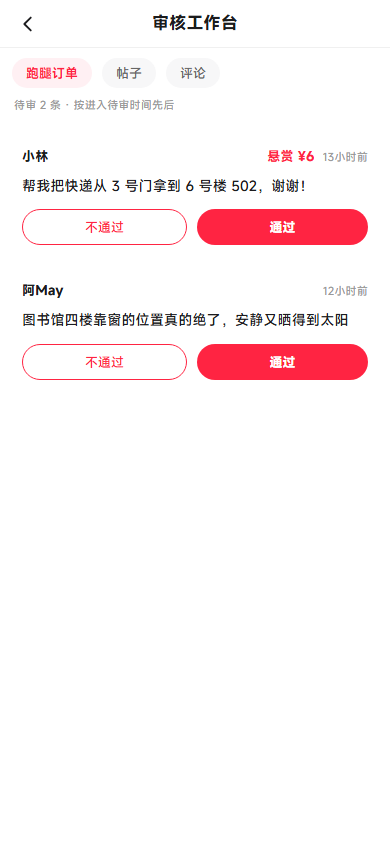 审核工作台
跑腿订单 帖子 评论
待审 2 条 · 按进入待审时间先后
小林 悬赏 ¥6 13小时前
帮我把快递从 3 号门拿到 6 号楼 502，谢谢！
不通过 通过
阿May 12小时前
图书馆四楼靠窗的位置真的绝了，安静又晒得到太阳
不通过 通过